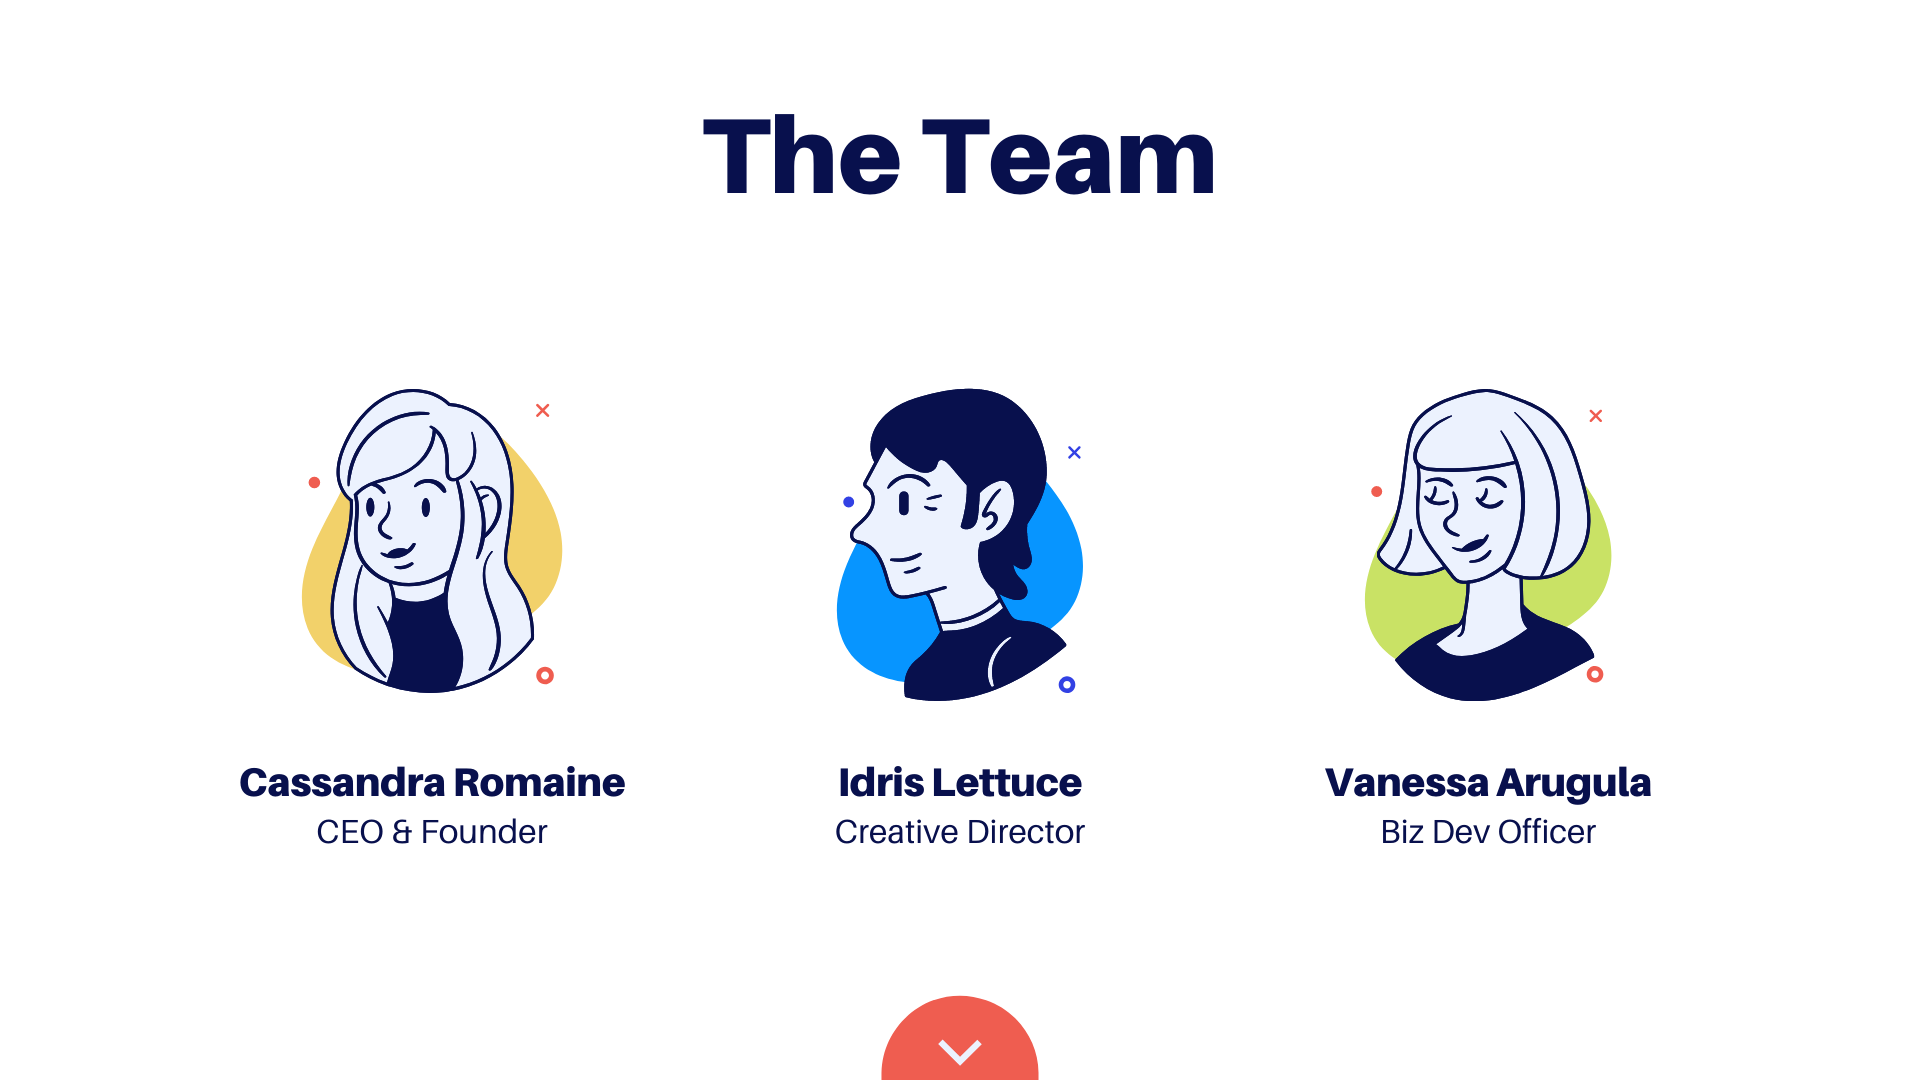 The Team
Cassandra Romaine
CEO & Founder
Idris Lettuce
Creative Director
Vanessa Arugula
Biz Dev Officer